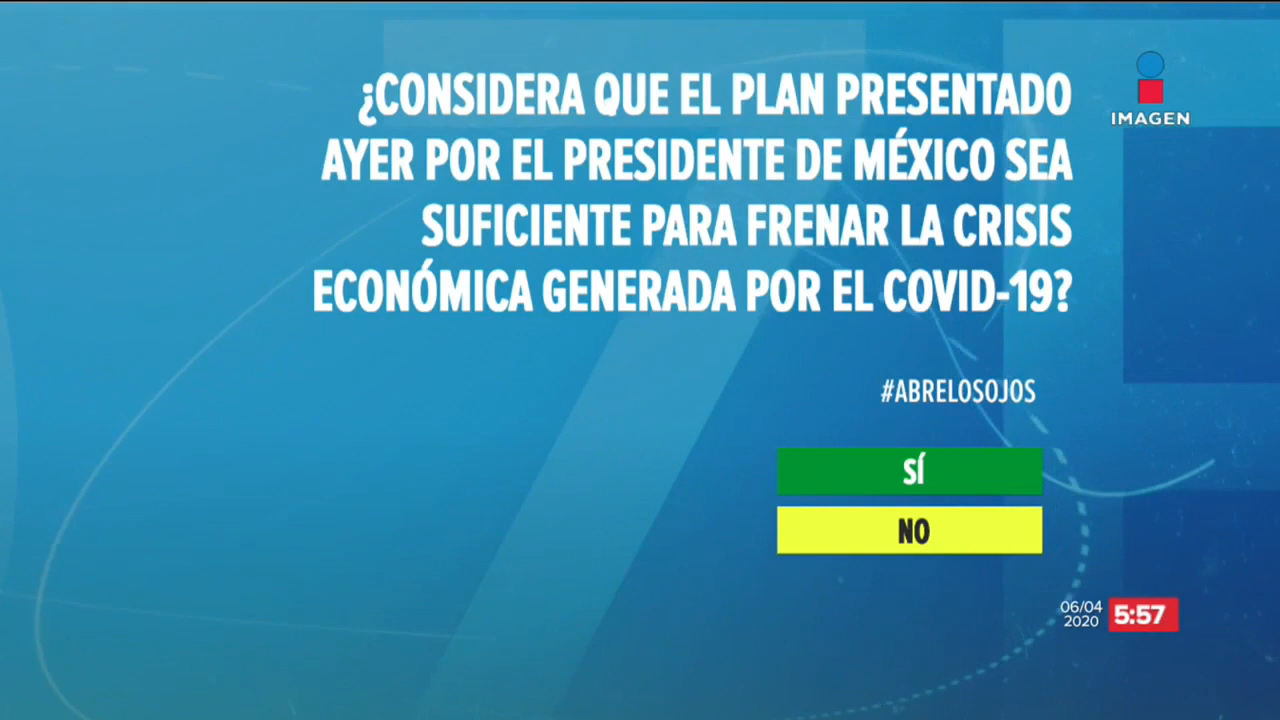 ¿CONSIDERA QUE EL PLAN PRESENTADO
AYER POR EL PRESIDENTE DE MÉXICO SEA
SUFICIENTE PARA FRENAR LA CRISIS
ECONÓMICA GENERADA POR EL COVID-19?
IMAGEN
#ABRELOSOJOS
SÍ
NO
06/04
2020
5:57